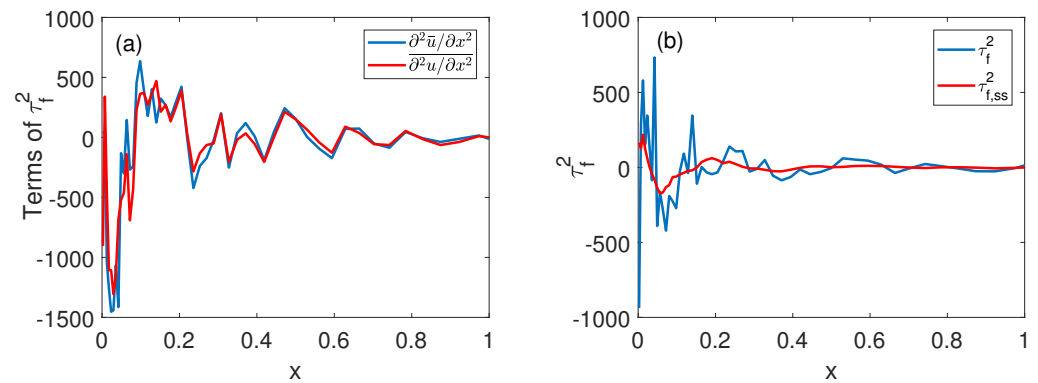 (a)
∂²ū/∂x²
\overline{∂²u/∂x²}
1000
500
0
-500
-1000
-1500
Terms of τ_f^2
0 0.2 0.4 0.6 0.8 1
x
(b)
τ_f^2
τ_{f,ss}^2
1000
500
0
-500
-1000
τ_f^2
0 0.2 0.4 0.6 0.8 1
x